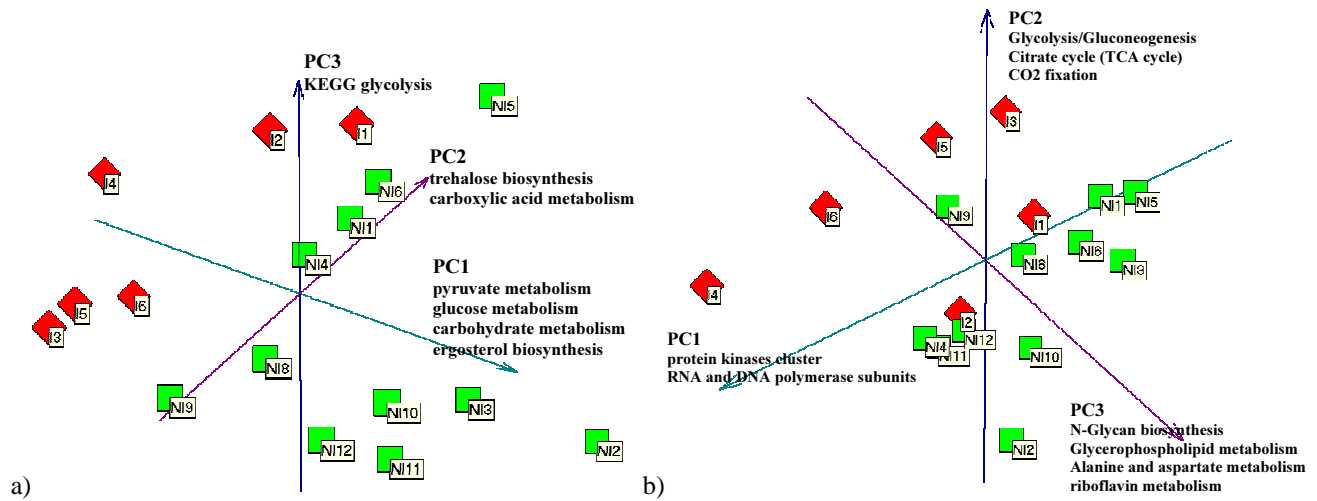 PC3
KEGG glycolysis
NI5
I2
I1
PC2
trehalose biosynthesis
carboxylic acid metabolism
I4
NI6
NI1
NI4
PC1
pyruvate metabolism
glucose metabolism
carbohydrate metabolism
ergosterol biosynthesis
I5
I6
I3
NI8
NI9
NI10
NI3
NI12
NI11
NI2
a)
PC2
Glycolysis/Gluconeogenesis
Citrate cycle (TCA cycle)
CO2 fixation
I3
I5
I6
NI9
I1
NI1
NI5
NI8
NI6
NI3
I4
I2
NI4
NI11
NI12
NI10
PC1
protein kinases cluster
RNA and DNA polymerase subunits
PC3
N-Glycan biosynthesis
Glycerophospholipid metabolism
Alanine and aspartate metabolism
riboflavin metabolism
NI2
b)